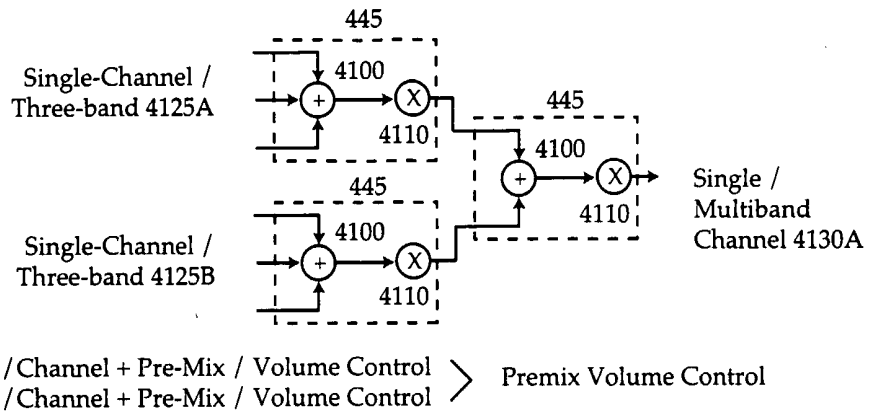 445
Single-Channel /
Three-band 4125A
4100
+
X
4110
445
4100
+
X
4110
Single /
Multiband
Channel 4130A
445
Single-Channel /
Three-band 4125B
4100
+
X
4110
/Channel + Pre-Mix / Volume Control
/Channel + Pre-Mix / Volume Control
> Premix Volume Control